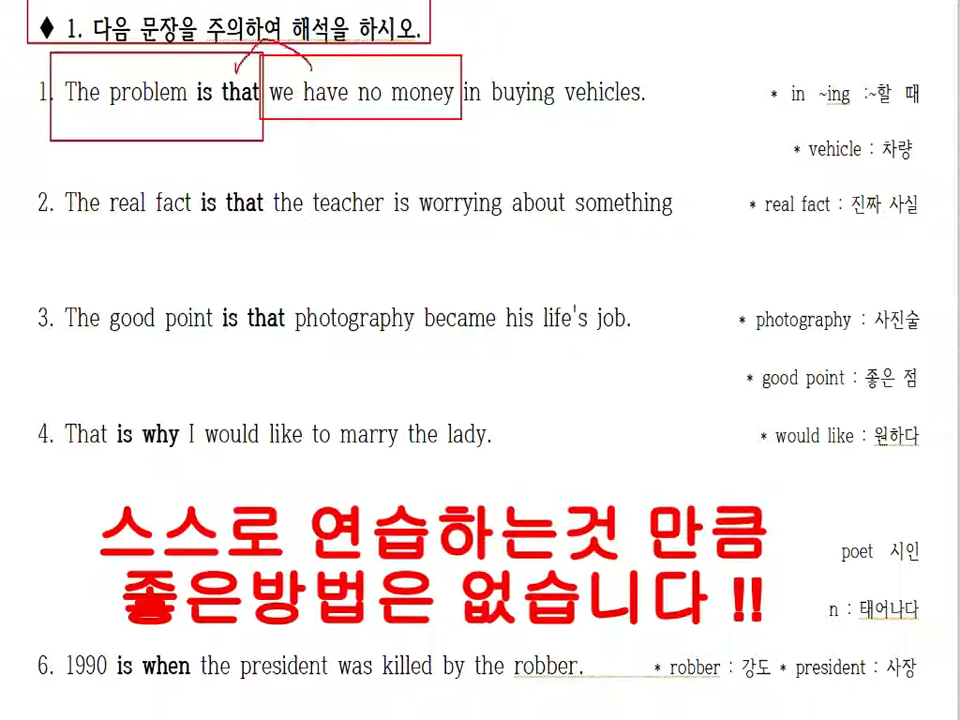 ◆ 1. 다음 문장을 주의하여 해석을 하시오.
1. The problem is that we have no money in buying vehicles. * in ~ing :~할 때
* vehicle : 차량
2. The real fact is that the teacher is worrying about something * real fact : 진짜 사실
3. The good point is that photography became his life's job. * photography : 사진술
* good point : 좋은 점
4. That is why I would like to marry the lady. * would like : 원하다
스스로 연습하는것 만큼
poet 시인
좋은방법은 없습니다 !!
n : 태어나다
6. 1990 is when the president was killed by the robber. * robber : 강도 * president : 사장